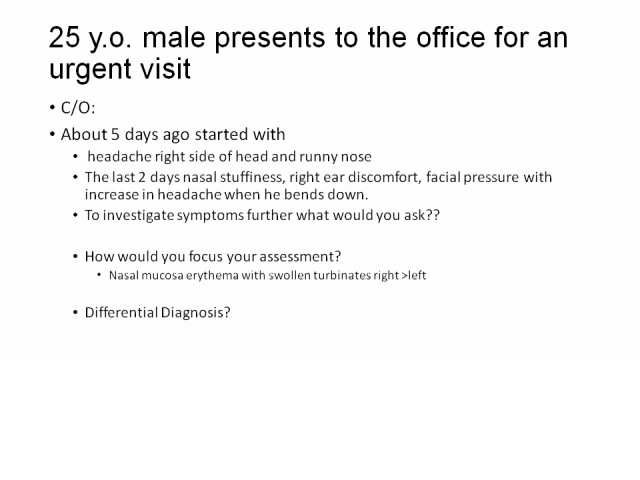 25 y.o. male presents to the office for an
urgent visit
• C/O:
• About 5 days ago started with
• headache right side of head and runny nose
• The last 2 days nasal stuffiness, right ear discomfort, facial pressure with
increase in headache when he bends down.
• To investigate symptoms further what would you ask??
• How would you focus your assessment?
• Nasal mucosa erythema with swollen turbinates right >left
• Differential Diagnosis?